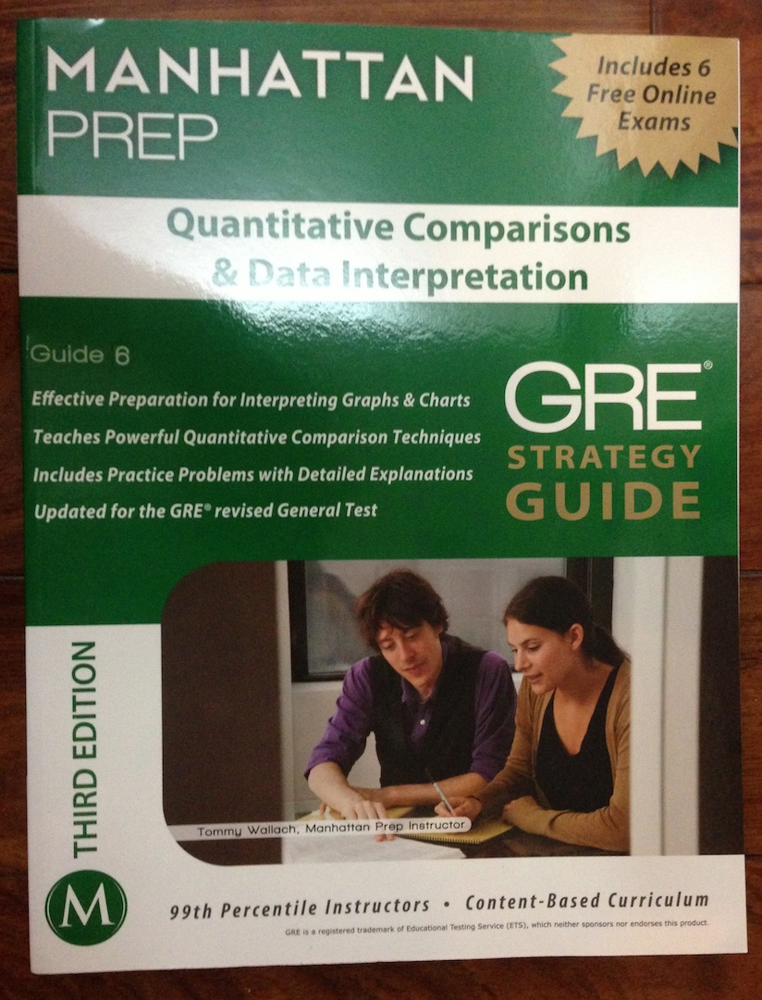 MANHATTAN
PREP
Includes 6
Free Online
Exams
Quantitative Comparisons
& Data Interpretation
Guide 6
Effective Preparation for Interpreting Graphs & Charts
Teaches Powerful Quantitative Comparison Techniques
Includes Practice Problems with Detailed Explanations
Updated for the GRE® revised General Test
GRE®
STRATEGY
GUIDE
THIRD EDITION
Tommy Wallach, Manhattan Prep Instructor
M
99th Percentile Instructors • Content-Based Curriculum
GRE is a registered trademark of Educational Testing Service (ETS), which neither sponsors nor endorses this product.